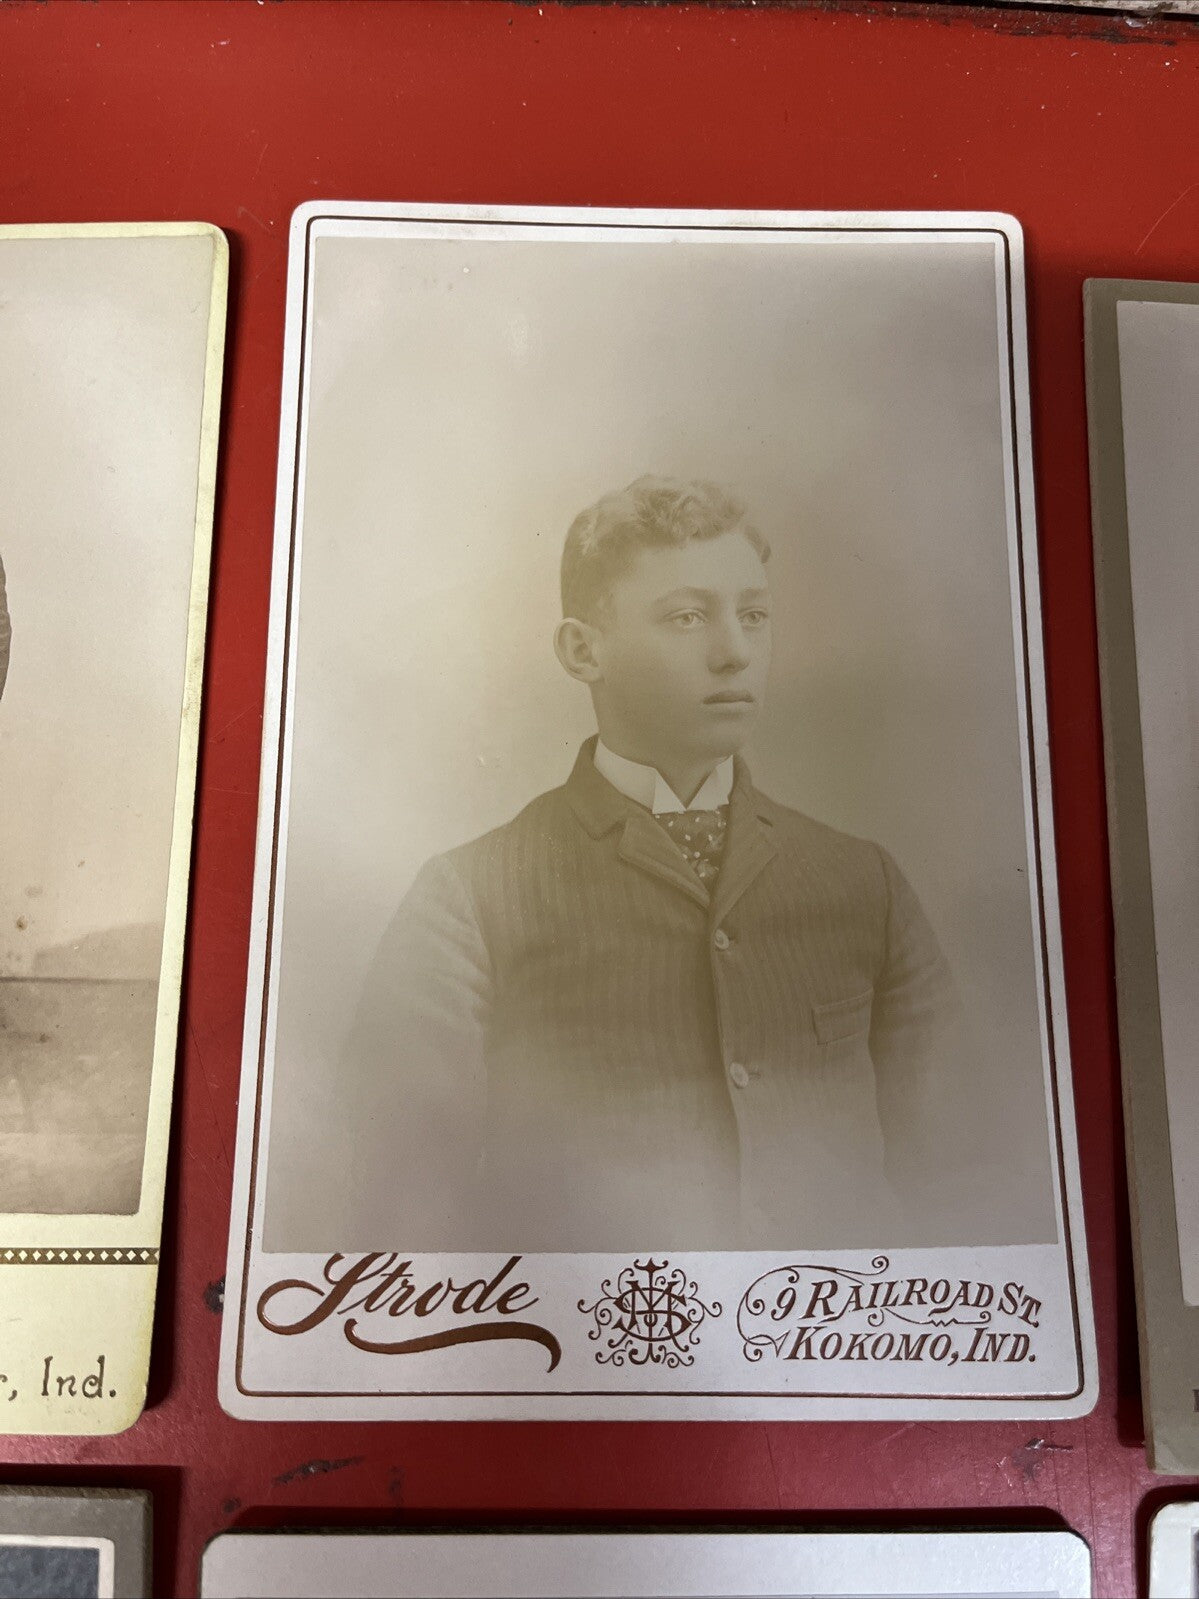 Strode
9 RAILROAD ST.
KOKOMO, IND.
, Ind.